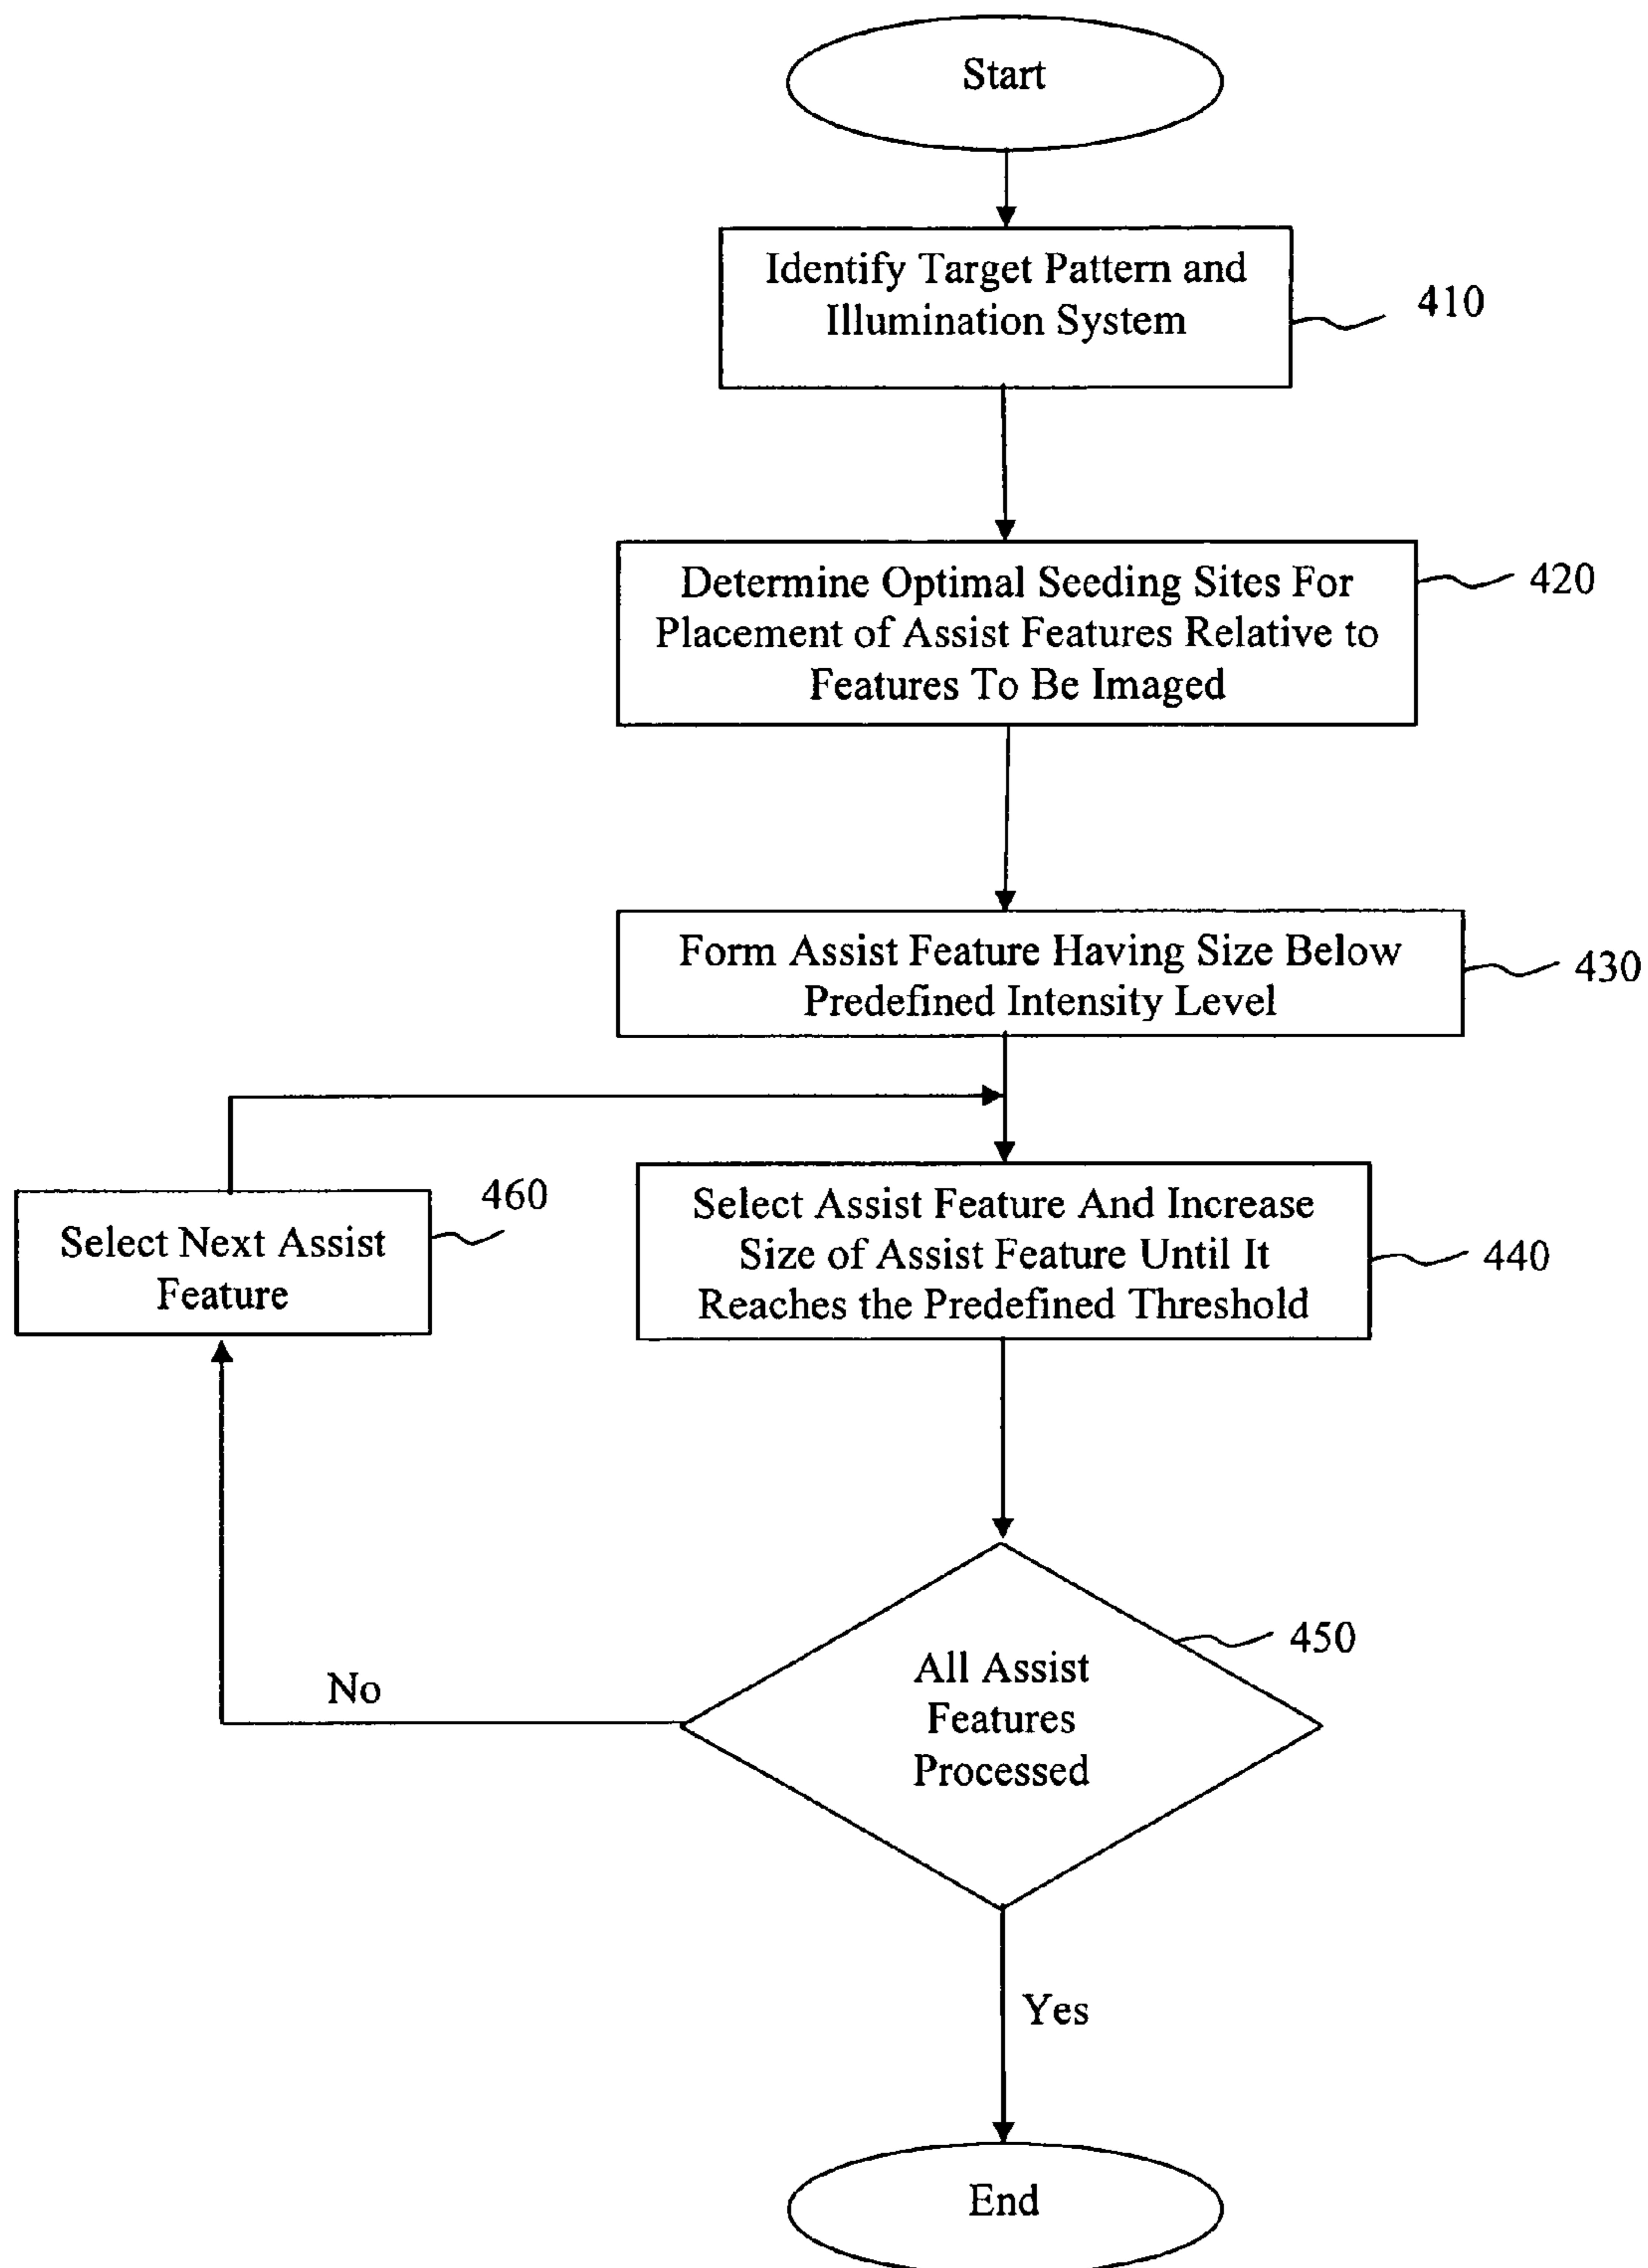 Start
Identify Target Pattern and
Illumination System
410
Determine Optimal Seeding Sites For
Placement of Assist Features Relative to
Features To Be Imaged
420
Form Assist Feature Having Size Below
Predefined Intensity Level
430
Select Next Assist
Feature
460
Select Assist Feature And Increase
Size of Assist Feature Until It
Reaches the Predefined Threshold
440
All Assist
Features
Processed
450
No
Yes
End